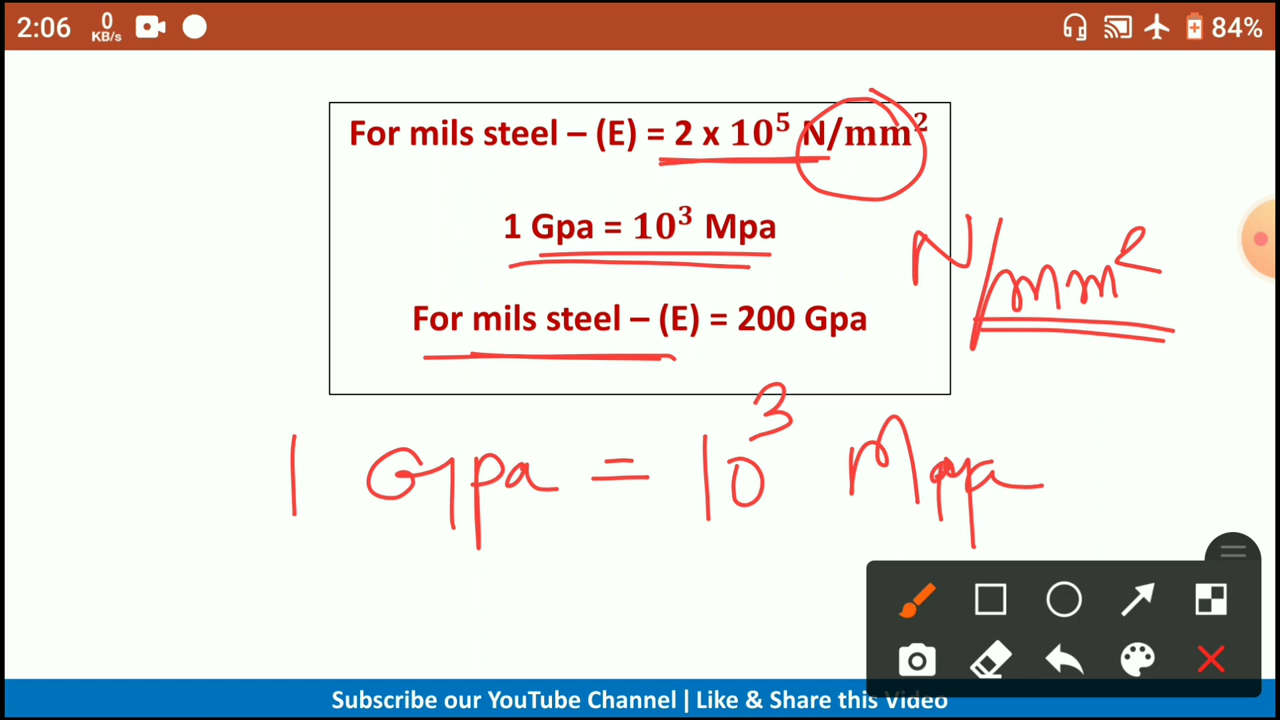 2:06 0 KB/s 84%
For mils steel – (E) = 2 x 10⁵ N/mm²
1 Gpa = 10³ Mpa
N/mm²
For mils steel – (E) = 200 Gpa
1 Gpa = 10³ Mpa
Subscribe our YouTube Channel | Like & Share this Video